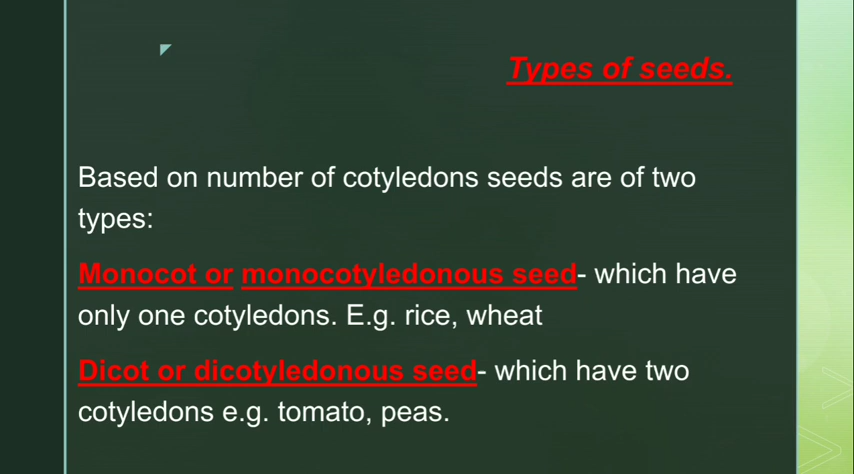 Types of seeds.
Based on number of cotyledons seeds are of two
types:
Monocot or monocotyledonous seed- which have
only one cotyledons. E.g. rice, wheat
Dicot or dicotyledonous seed- which have two
cotyledons e.g. tomato, peas.